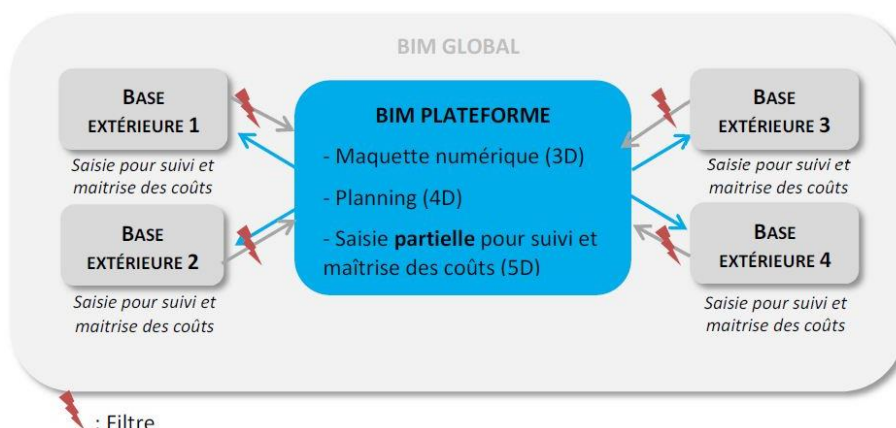 BIM GLOBAL
BASE
EXTÉRIEURE 1
Saisie pour suivi et
maitrise des coûts
BASE
EXTÉRIEURE 2
Saisie pour suivi et
maitrise des coûts
BIM PLATEFORME
- Maquette numérique (3D)
- Planning (4D)
- Saisie partielle pour suivi et
maîtrise des coûts (5D)
BASE
EXTÉRIEURE 3
Saisie pour suivi et
maitrise des coûts
BASE
EXTÉRIEURE 4
Saisie pour suivi et
maitrise des coûts
: Filtre